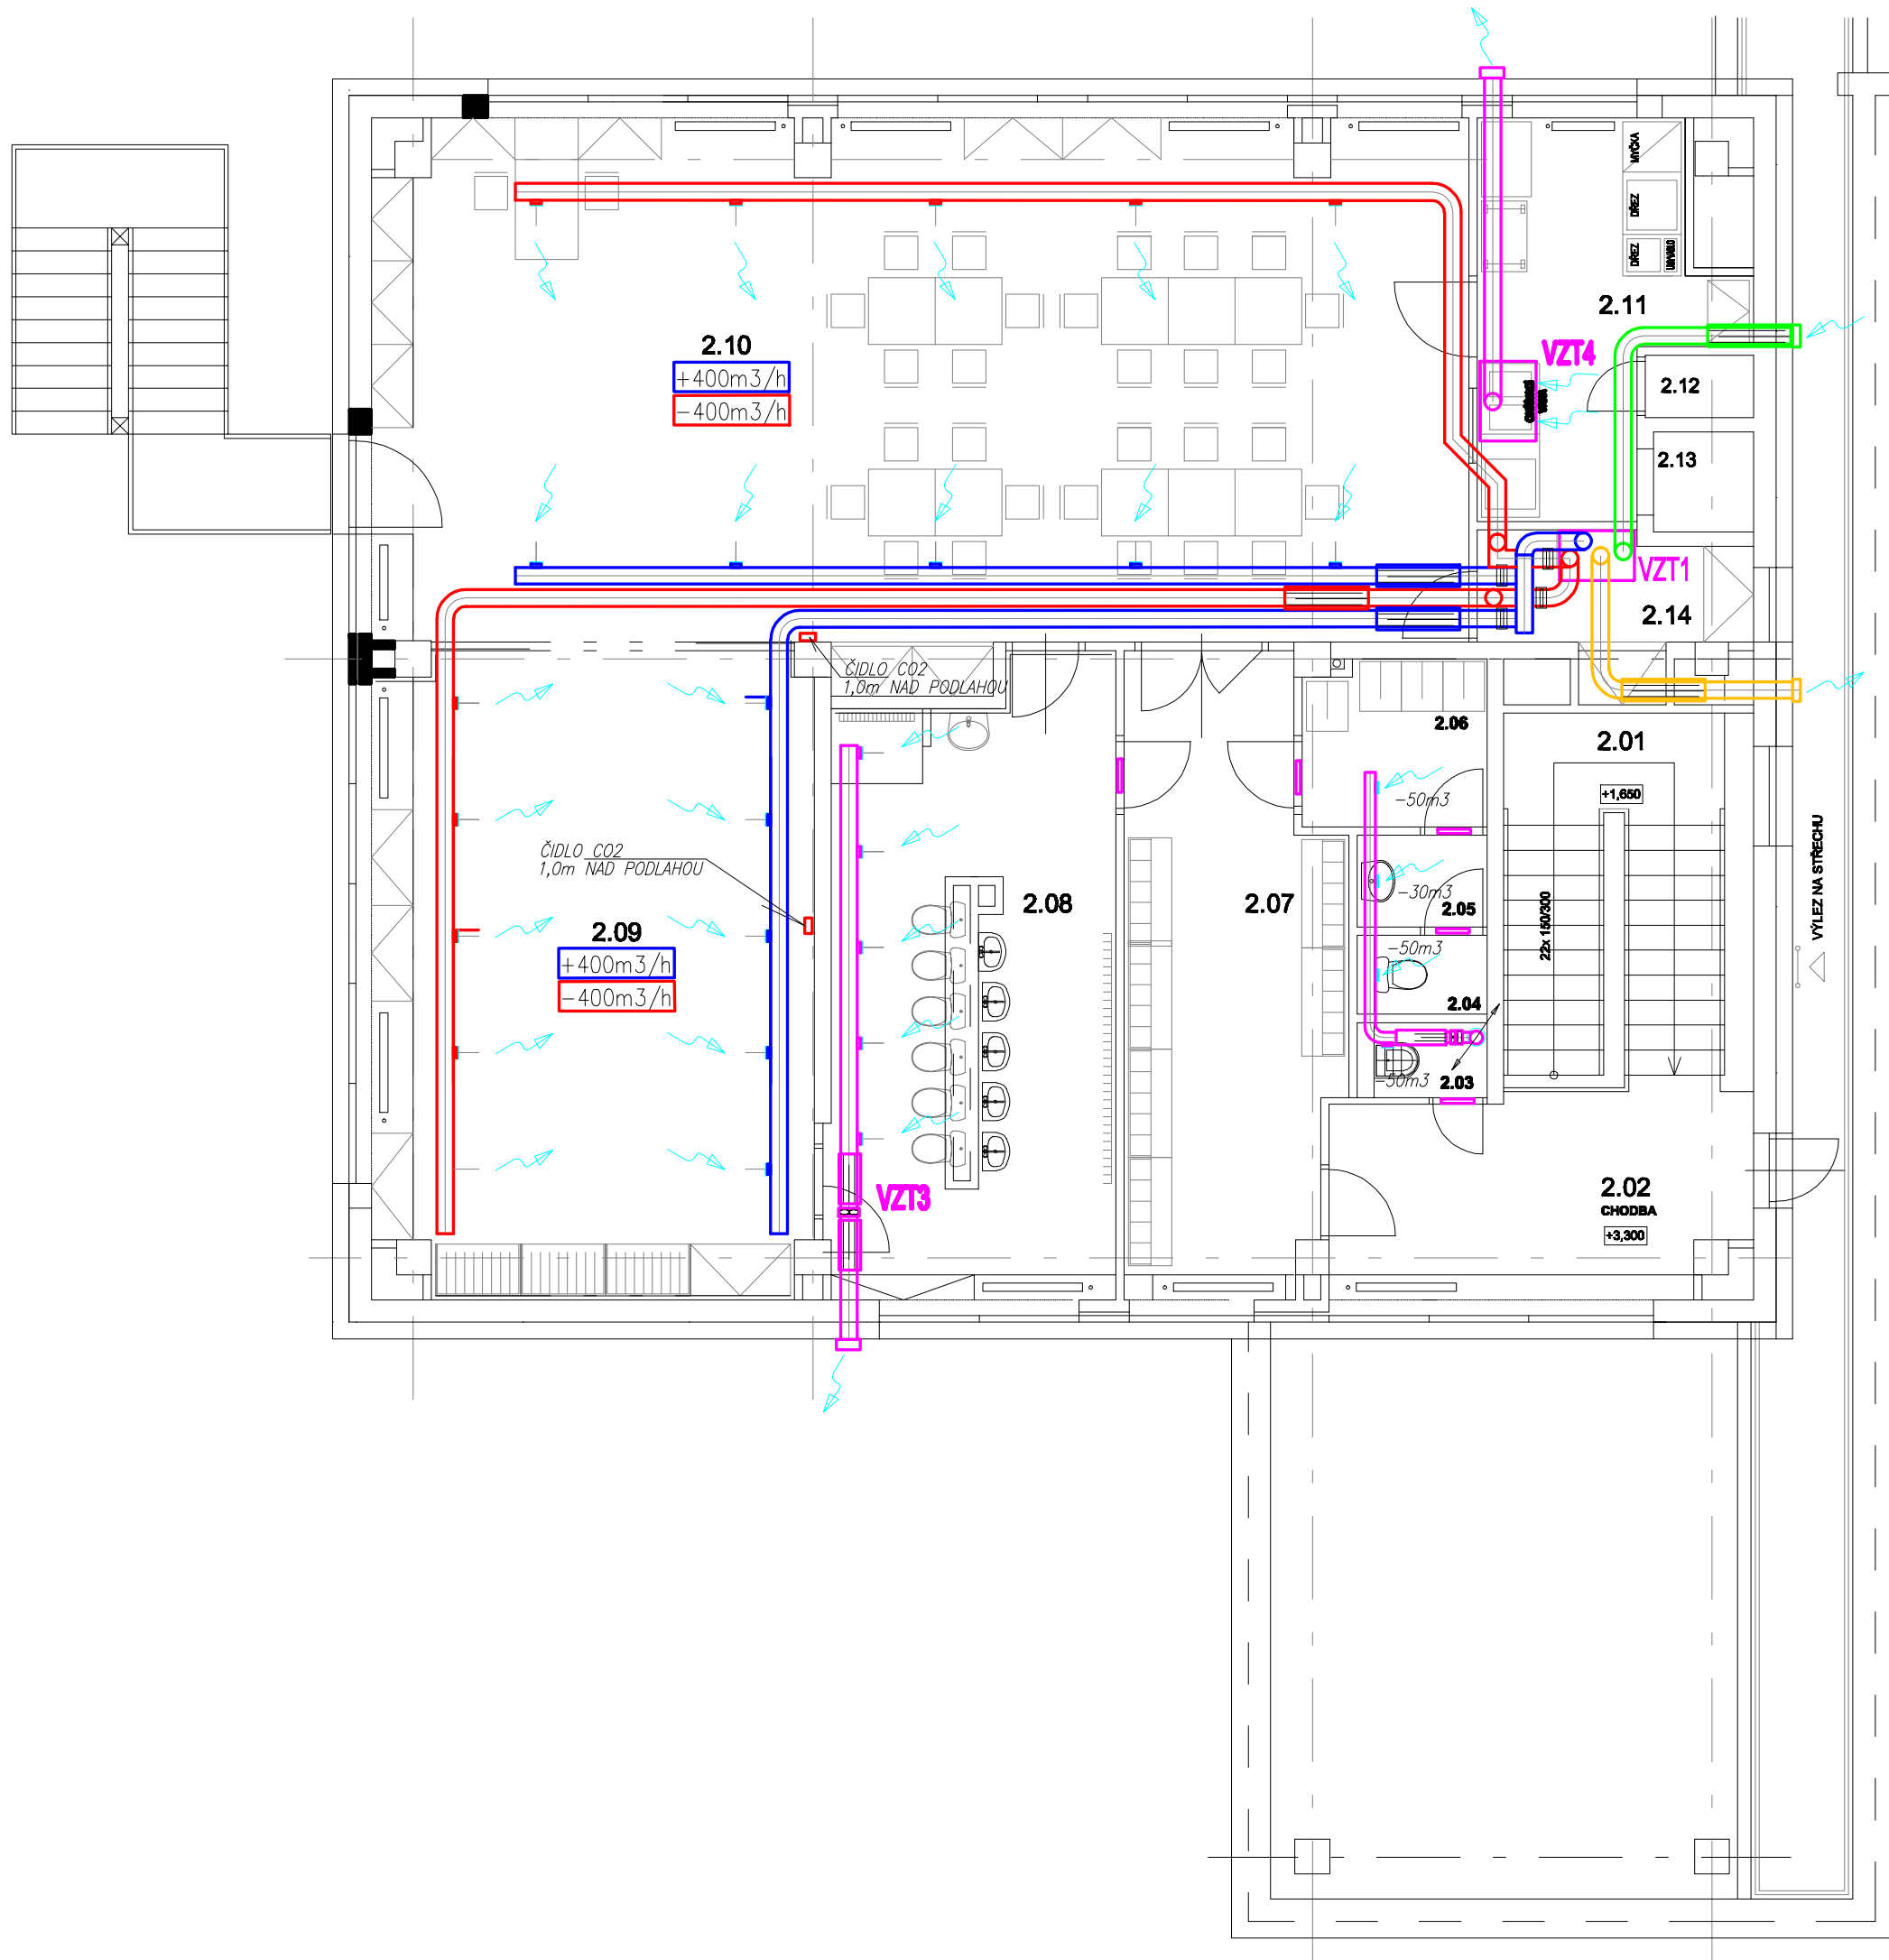 MYČKA
DŘEZ
DŘEZ
UMYVADLO
2.11
VZT4
2.10
+400m3/h
-400m3/h
2.12
2.13
VZT1
2.14
ČIDLO CO2
1,0m NAD PODLAHOU
2.06
2.01
+1,650
-50m3
VÝLEZ NA STŘECHU
ČIDLO CO2
1,0m NAD PODLAHOU
2.08
2.07
-30m3
2.05
22x 150/300
2.09
+400m3/h
-400m3/h
-50m3
2.04
-50m3
2.03
VZT3
2.02
CHODBA
+3,300